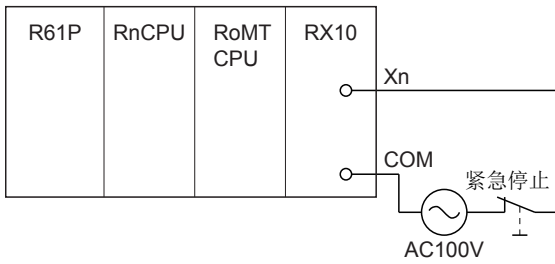 R61P
RnCPU
RoMT
CPU
RX10
Xn
COM
紧急停止
AC100V